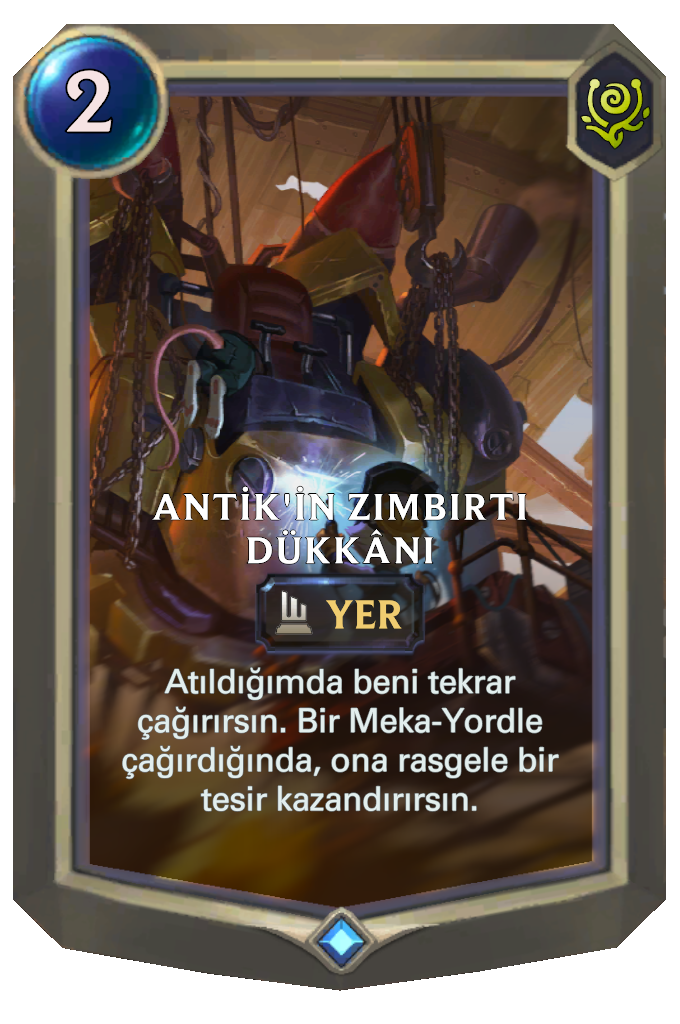 2
ANTİK'İN ZIMBIRTI
DÜKKÂNI
YER
Atıldığımda beni tekrar
çağırırsın. Bir Meka-Yordle
çağırdığında, ona rasgele bir
tesir kazandırırsın.